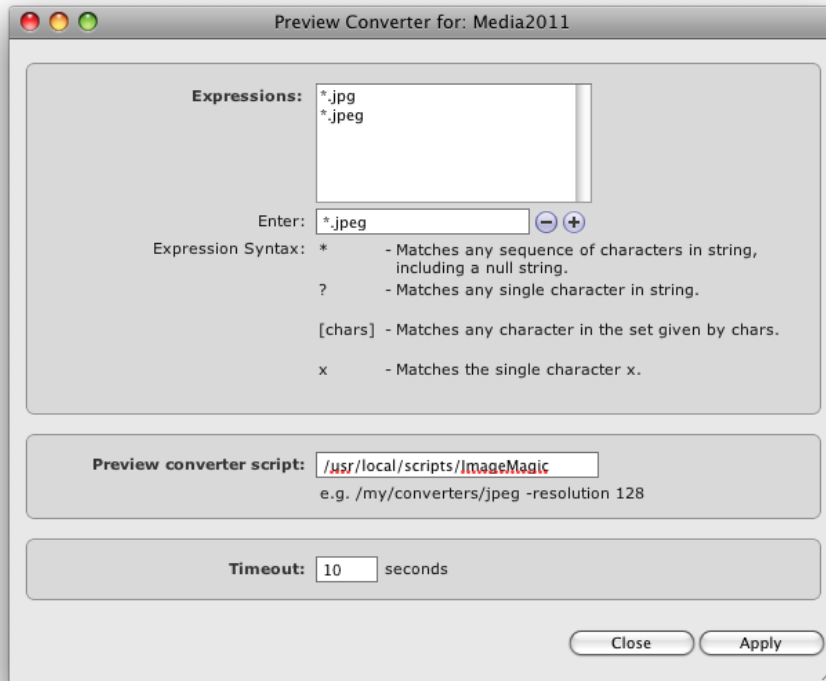 Preview Converter for: Media2011
Expressions: *.jpg
*.jpeg
Enter: *.jpeg
Expression Syntax: * - Matches any sequence of characters in string,
including a null string.
? - Matches any single character in string.
[chars] - Matches any character in the set given by chars.
x - Matches the single character x.
Preview converter script: /usr/local/scripts/ImageMagic
e.g. /my/converters/jpeg -resolution 128
Timeout: 10 seconds
Close Apply